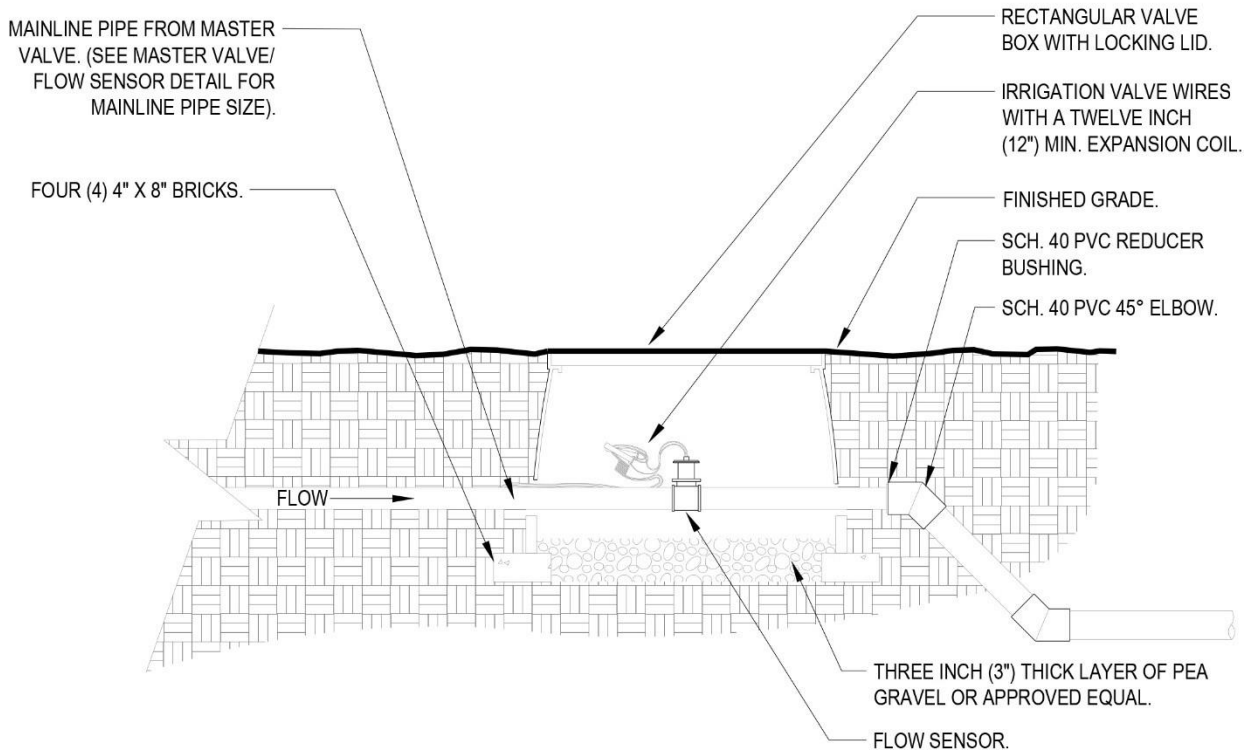 MAINLINE PIPE FROM MASTER
VALVE. (SEE MASTER VALVE/
FLOW SENSOR DETAIL FOR
MAINLINE PIPE SIZE).
FOUR (4) 4" X 8" BRICKS.
RECTANGULAR VALVE
BOX WITH LOCKING LID.
IRRIGATION VALVE WIRES
WITH A TWELVE INCH
(12") MIN. EXPANSION COIL.
FINISHED GRADE.
SCH. 40 PVC REDUCER
BUSHING.
SCH. 40 PVC 45° ELBOW.
FLOW
THREE INCH (3") THICK LAYER OF PEA
GRAVEL OR APPROVED EQUAL.
FLOW SENSOR.